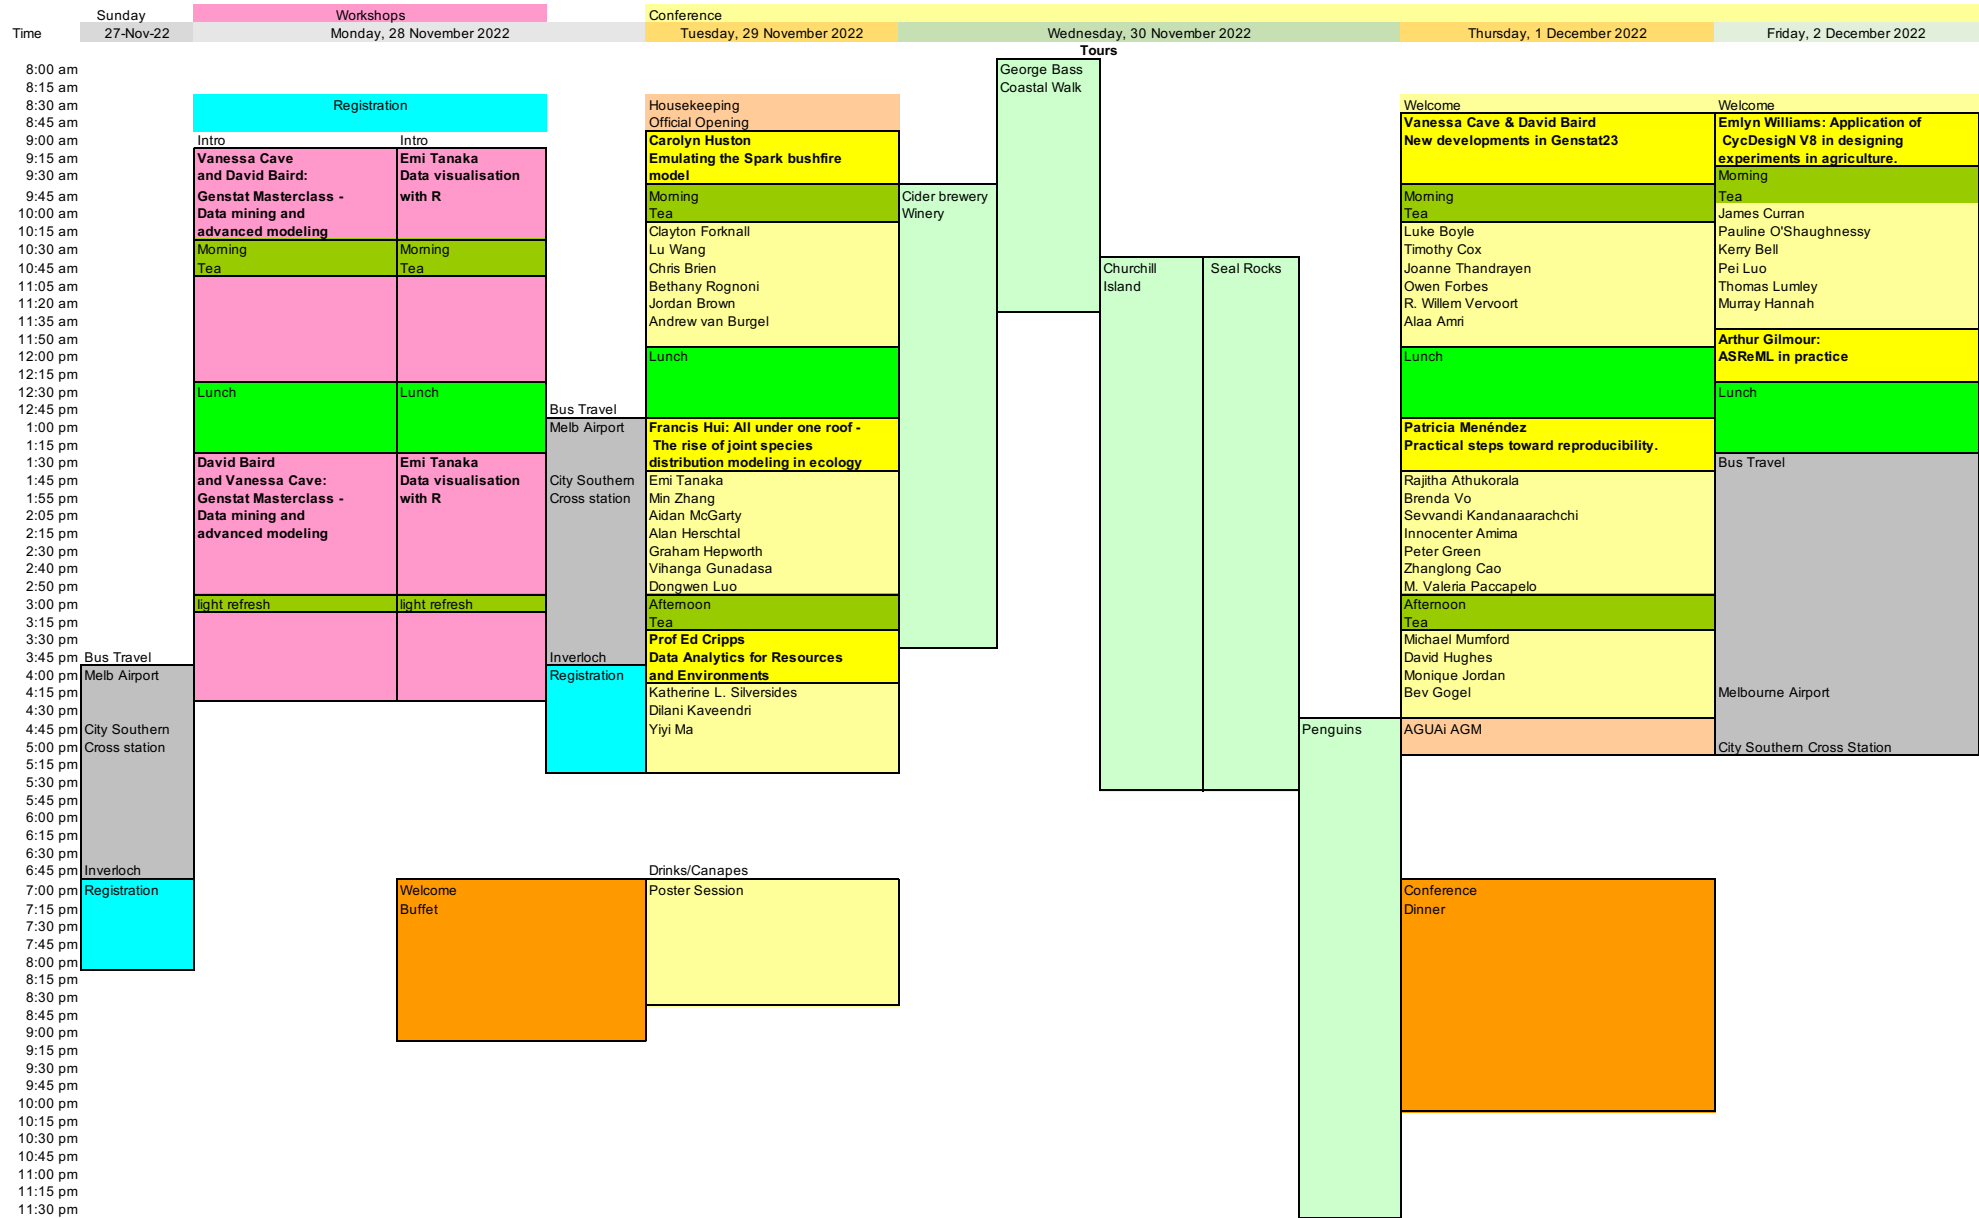 Sunday Workshops Conference
Time 27-Nov-22 Monday, 28 November 2022 Tuesday, 29 November 2022 Wednesday, 30 November 2022 Thursday, 1 December 2022 Friday, 2 December 2022
Tours
8:00 am George Bass
8:15 am Coastal Walk
8:30 am Registration Housekeeping Welcome Welcome
8:45 am Official Opening Vanessa Cave & David Baird Emlyn Williams: Application of
9:00 am Intro Intro Carolyn Huston New developments in Genstat23 CycDesigN V8 in designing
9:15 am Vanessa Cave Emi Tanaka Emulating the Spark bushfire experiments in agriculture.
9:30 am and David Baird: Data visualisation model Morning
9:45 am Genstat Masterclass - with R Morning Cider brewery Morning Tea
10:00 am Data mining and Tea Winery Tea James Curran
10:15 am advanced modeling Clayton Forknall Luke Boyle Pauline O'Shaughnessy
10:30 am Morning Morning Lu Wang Timothy Cox Kerry Bell
10:45 am Tea Tea Chris Brien Churchill Seal Rocks Joanne Thandrayen Pei Luo
11:05 am Bethany Rognoni Island Owen Forbes Thomas Lumley
11:20 am Jordan Brown R. Willem Vervoort Murray Hannah
11:35 am Andrew van Burgel Alaa Amri
11:50 am Arthur Gilmour:
12:00 pm Lunch Lunch ASReML in practice
12:15 pm
12:30 pm Lunch Lunch Lunch
12:45 pm Bus Travel
1:00 pm Melb Airport Francis Hui: All under one roof - Patricia Menéndez
1:15 pm The rise of joint species Practical steps toward reproducibility.
1:30 pm David Baird Emi Tanaka distribution modeling in ecology Bus Travel
1:45 pm and Vanessa Cave: Data visualisation City Southern Emi Tanaka Rajitha Athukorala
1:55 pm Genstat Masterclass - with R Cross station Min Zhang Brenda Vo
2:05 pm Data mining and Aidan McGarty Sevvandi Kandanaarachchi
2:15 pm advanced modeling Alan Herschtal Innocenter Amima
2:30 pm Graham Hepworth Peter Green
2:40 pm Vihanga Gunadasa Zhanglong Cao
2:50 pm Dongwen Luo M. Valeria Paccapelo
3:00 pm light refresh light refresh Afternoon Afternoon
3:15 pm Tea Tea
3:30 pm Prof Ed Cripps Michael Mumford
3:45 pm Bus Travel Inverloch Data Analytics for Resources David Hughes
4:00 pm Melb Airport Registration and Environments Monique Jordan
4:15 pm Katherine L. Silversides Bev Gogel Melbourne Airport
4:30 pm Dilani Kaveendri
4:45 pm City Southern Yiyi Ma Penguins AGUAi AGM
5:00 pm Cross station City Southern Cross Station
5:15 pm
5:30 pm
5:45 pm
6:00 pm
6:15 pm
6:30 pm
6:45 pm Inverloch Drinks/Canapes
7:00 pm Registration Welcome Poster Session Conference
7:15 pm Buffet Dinner
7:30 pm
7:45 pm
8:00 pm
8:15 pm
8:30 pm
8:45 pm
9:00 pm
9:15 pm
9:30 pm
9:45 pm
10:00 pm
10:15 pm
10:30 pm
10:45 pm
11:00 pm
11:15 pm
11:30 pm